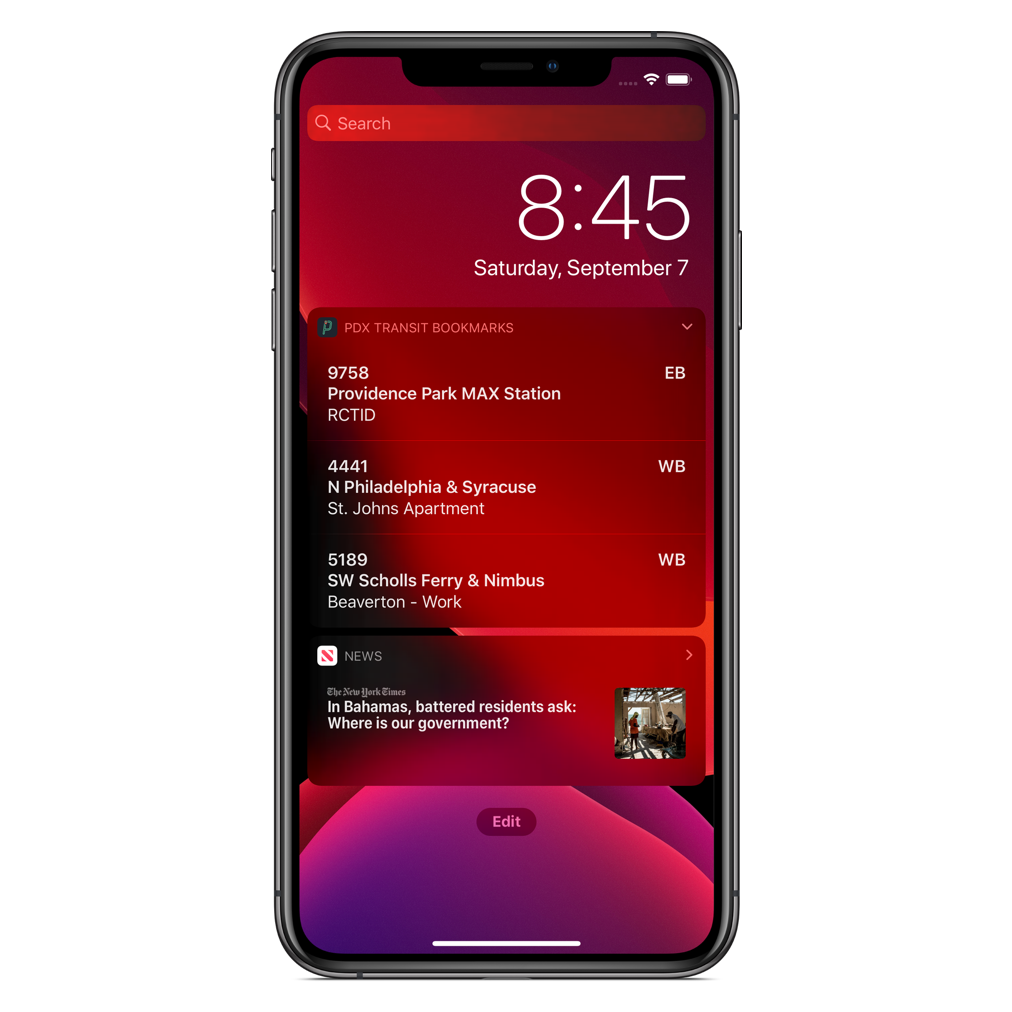 Search
8:45
Saturday, September 7
p PDX TRANSIT BOOKMARKS
9758 EB
Providence Park MAX Station
RCTID
4441 WB
N Philadelphia & Syracuse
St. Johns Apartment
5189 WB
SW Scholls Ferry & Nimbus
Beaverton - Work
NEWS
The New York Times
In Bahamas, battered residents ask:
Where is our government?
Edit